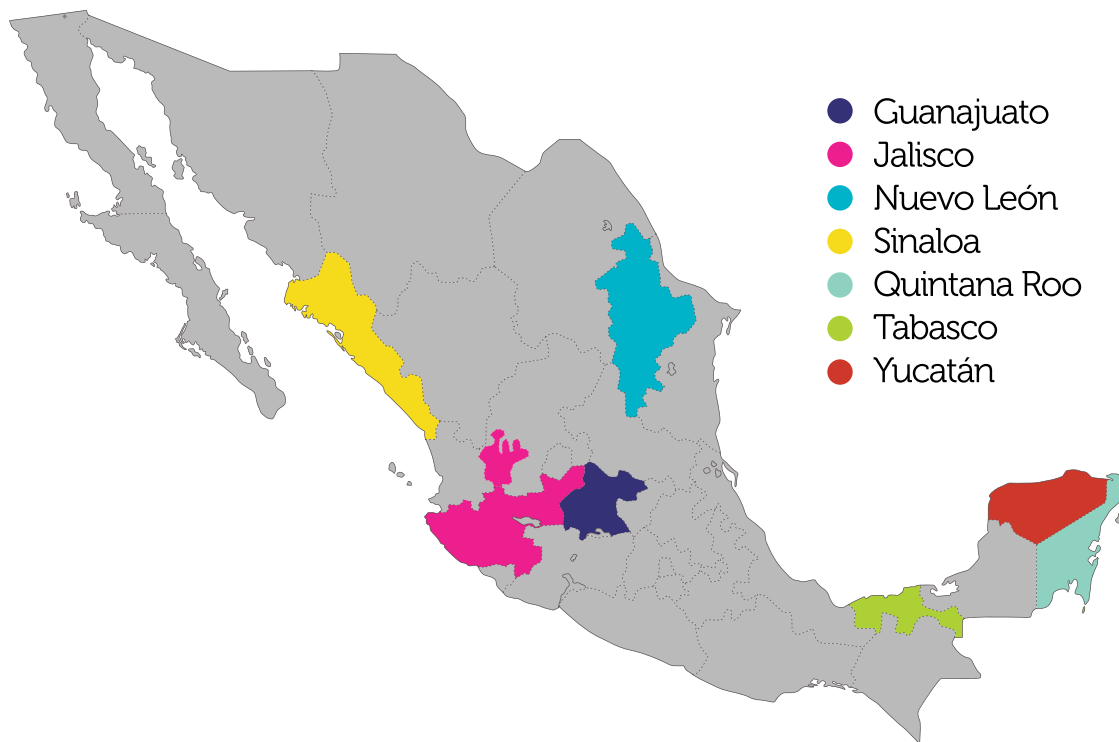 Guanajuato
Jalisco
Nuevo León
Sinaloa
Quintana Roo
Tabasco
Yucatán